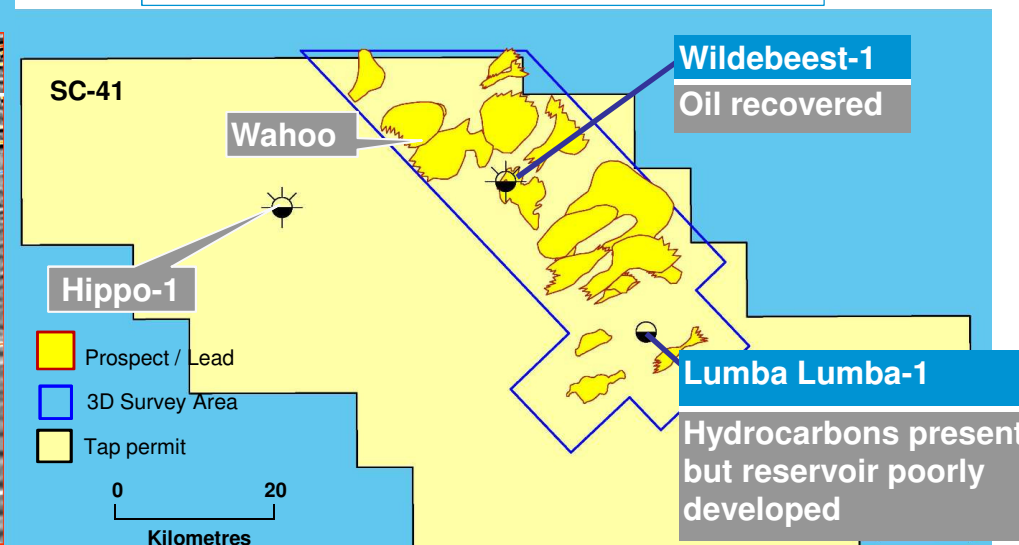 SC-41
Wildebeest-1
Oil recovered
Wahoo
Hippo-1
Prospect / Lead
3D Survey Area
Tap permit
0 20
Kilometres
Lumba Lumba-1
Hydrocarbons present
but reservoir poorly
developed